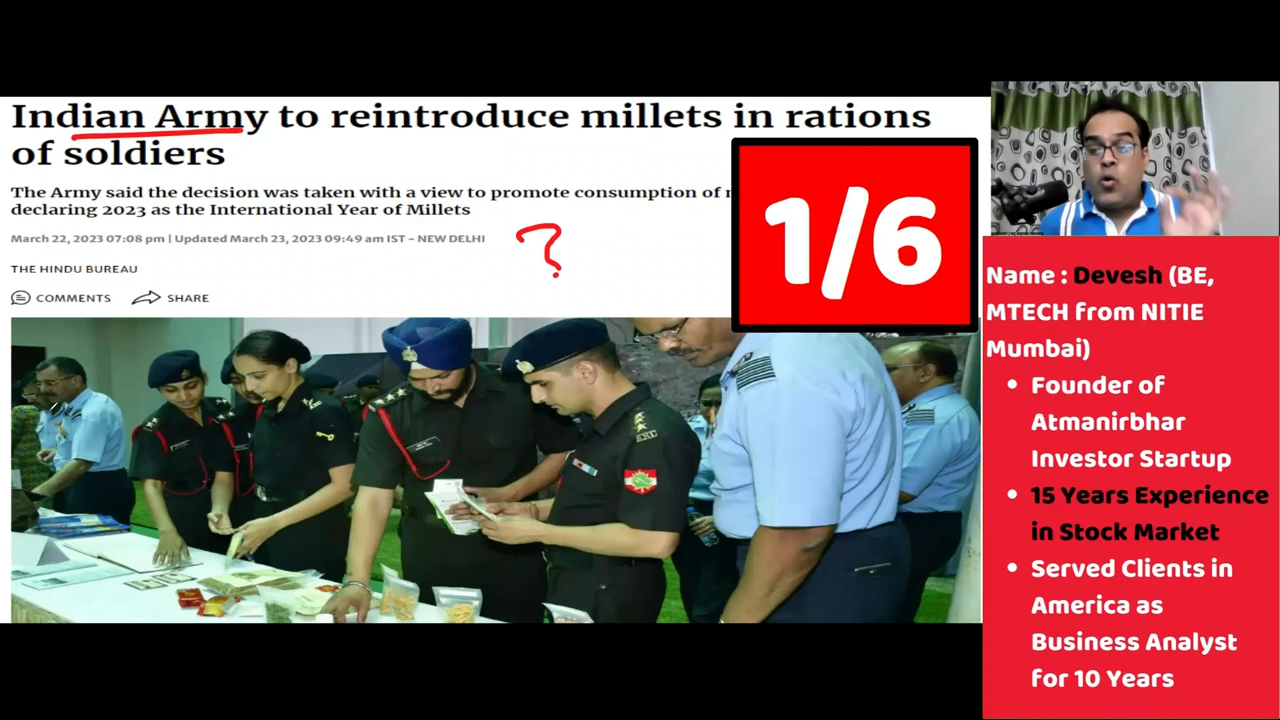 Indian Army to reintroduce millets in rations
of soldiers
The Army said the decision was taken with a view to promote consumption of
declaring 2023 as the International Year of Millets
March 22, 2023 07:08 pm | Updated March 23, 2023 09:49 am IST - NEW DELHI
?
THE HINDU BUREAU
COMMENTS SHARE
1/6
Name : Devesh (BE,
MTECH from NITIE
Mumbai)
• Founder of
Atmanirbhar
Investor Startup
• 15 Years Experience
in Stock Market
• Served Clients in
America as
Business Analyst
for 10 Years